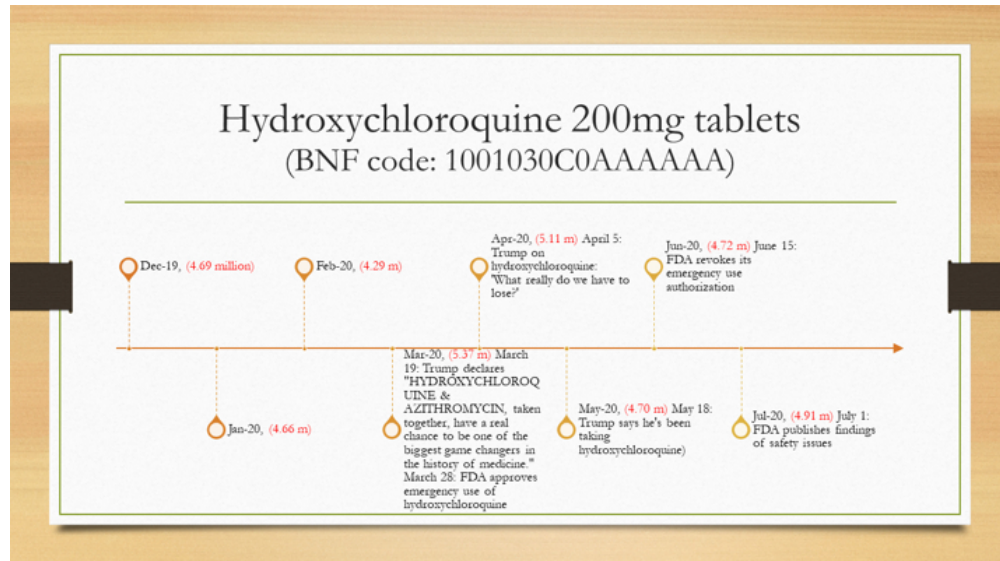 Hydroxychloroquine 200mg tablets
(BNF code: 1001030C0AAAAAA)
Dec-19, (4.69 million)
Jan-20, (4.66 m)
Feb-20, (4.29 m)
Mar-20, (5.37 m) March
19: Trump declares
"HYDROXYCHLOROQ
UINE &
AZITHROMYCIN, taken
together, have a real
chance to be one of the
biggest game changers in
the history of medicine."
March 28: FDA approves
emergency use of
hydroxychloroquine
Apr-20, (5.11 m) April 5:
Trump on
hydroxychloroquine:
'What really do we have to
lose?'
May-20, (4.70 m) May 18:
Trump says he's been
taking
hydroxychloroquine)
Jun-20, (4.72 m) June 15:
FDA revokes its
emergency use
authorization
Jul-20, (4.91 m) July 1:
FDA publishes findings
of safety issues